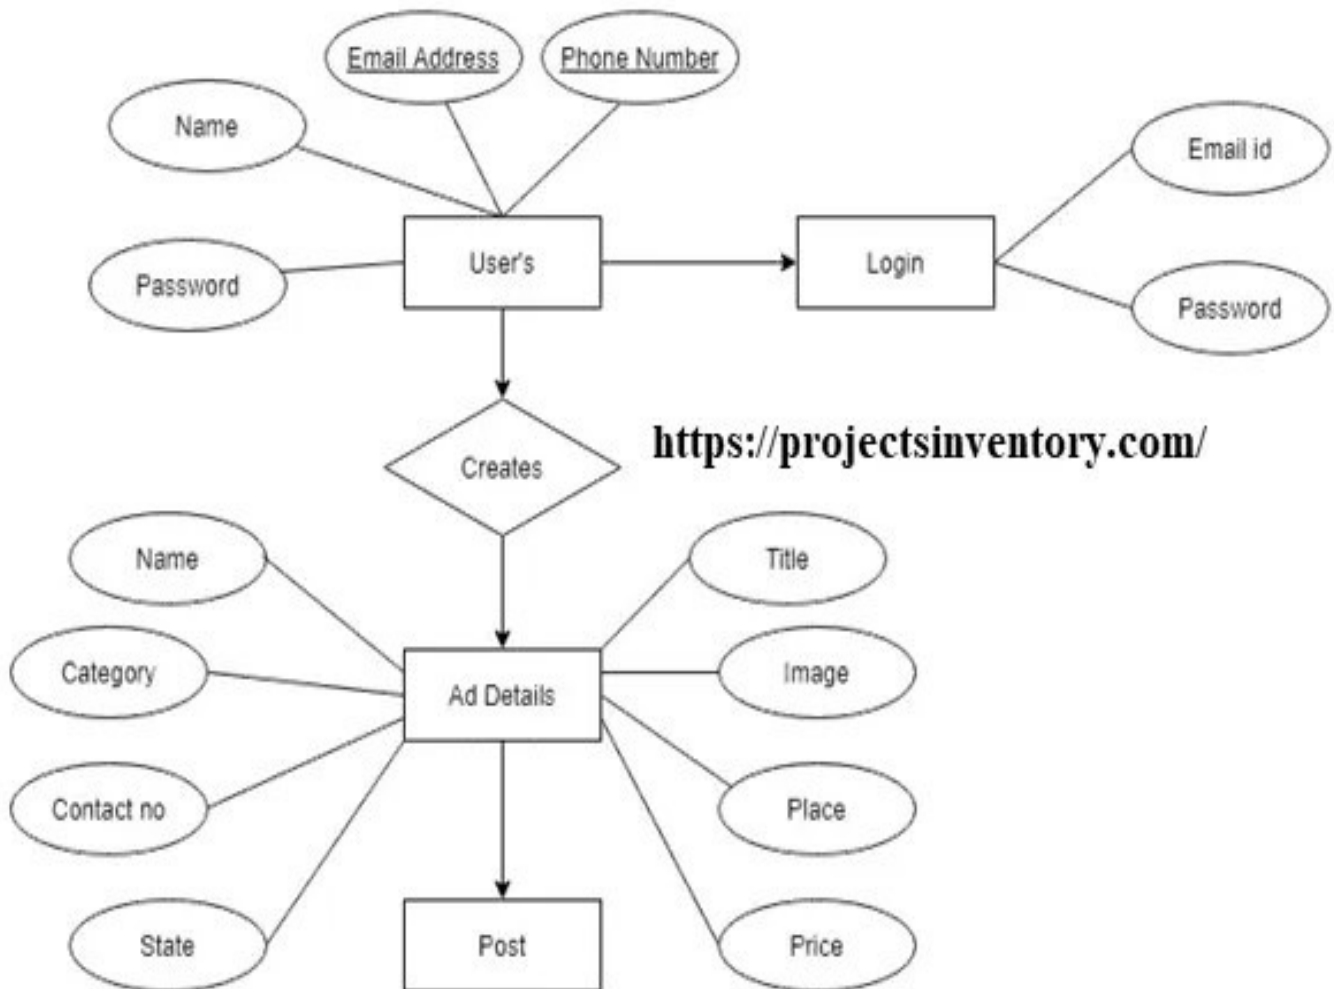 Email Address
Phone Number
Name
Email id
Password
User's
Login
Password
Creates
https://projectsinventory.com/
Name
Title
Category
Ad Details
Image
Contact no
Place
State
Post
Price